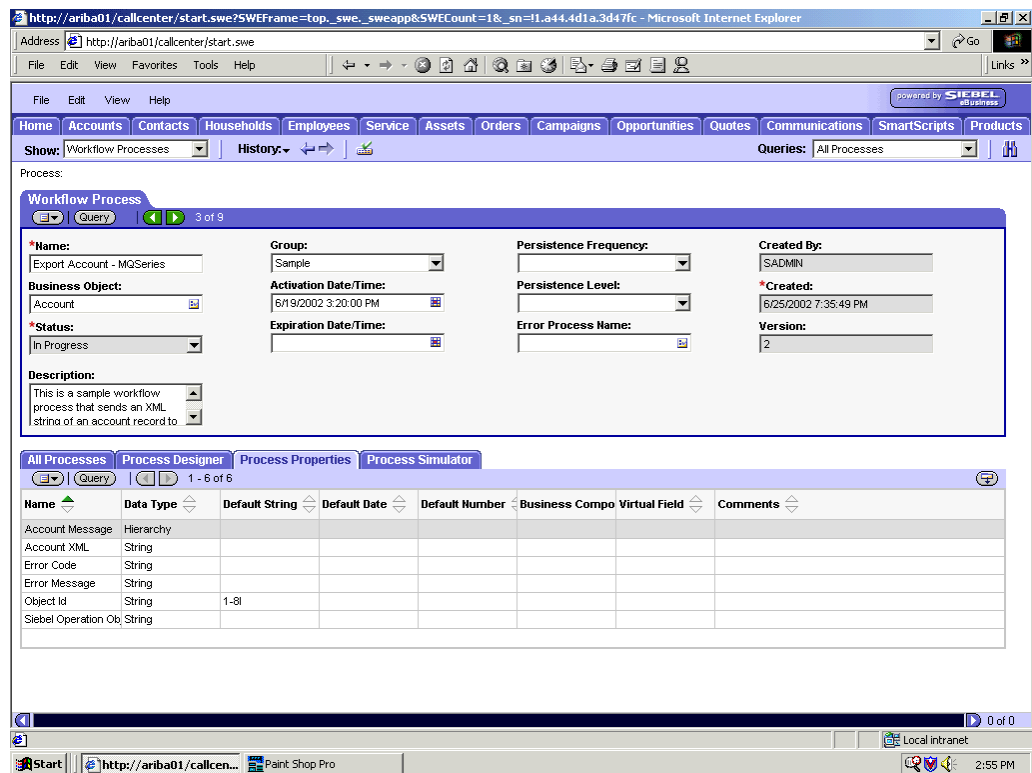 http://ariba01/callcenter/start.swe?SWEFrame=top._swe._sweapp&SWECount=1&_sn=!1.a44.4d1a.3d47fc - Microsoft Internet Explorer
Address http://ariba01/callcenter/start.swe Go
File Edit View Favorites Tools Help Links »
File Edit View Help powered by SIEBEL eBusiness
Home Accounts Contacts Households Employees Service Assets Orders Campaigns Opportunities Quotes Communications SmartScripts Products
Show: Workflow Processes History: Queries: All Processes
Process:
Workflow Process
Query 3 of 9
*Name: Group: Persistence Frequency: Created By:
Export Account - MQSeries Sample SADMIN
Business Object: Activation Date/Time: Persistence Level: *Created:
Account 6/19/2002 3:20:00 PM 6/25/2002 7:35:49 PM
*Status: Expiration Date/Time: Error Process Name: Version:
In Progress 2
Description:
This is a sample workflow
process that sends an XML
string of an account record to
All Processes Process Designer Process Properties Process Simulator
Query 1 - 6 of 6
Name Data Type Default String Default Date Default Number Business Compo Virtual Field Comments
Account Message Hierarchy
Account XML String
Error Code String
Error Message String
Object Id String 1-8I
Siebel Operation Ob String
0 of 0
Local intranet
Start http://ariba01/callcen... Paint Shop Pro 2:55 PM